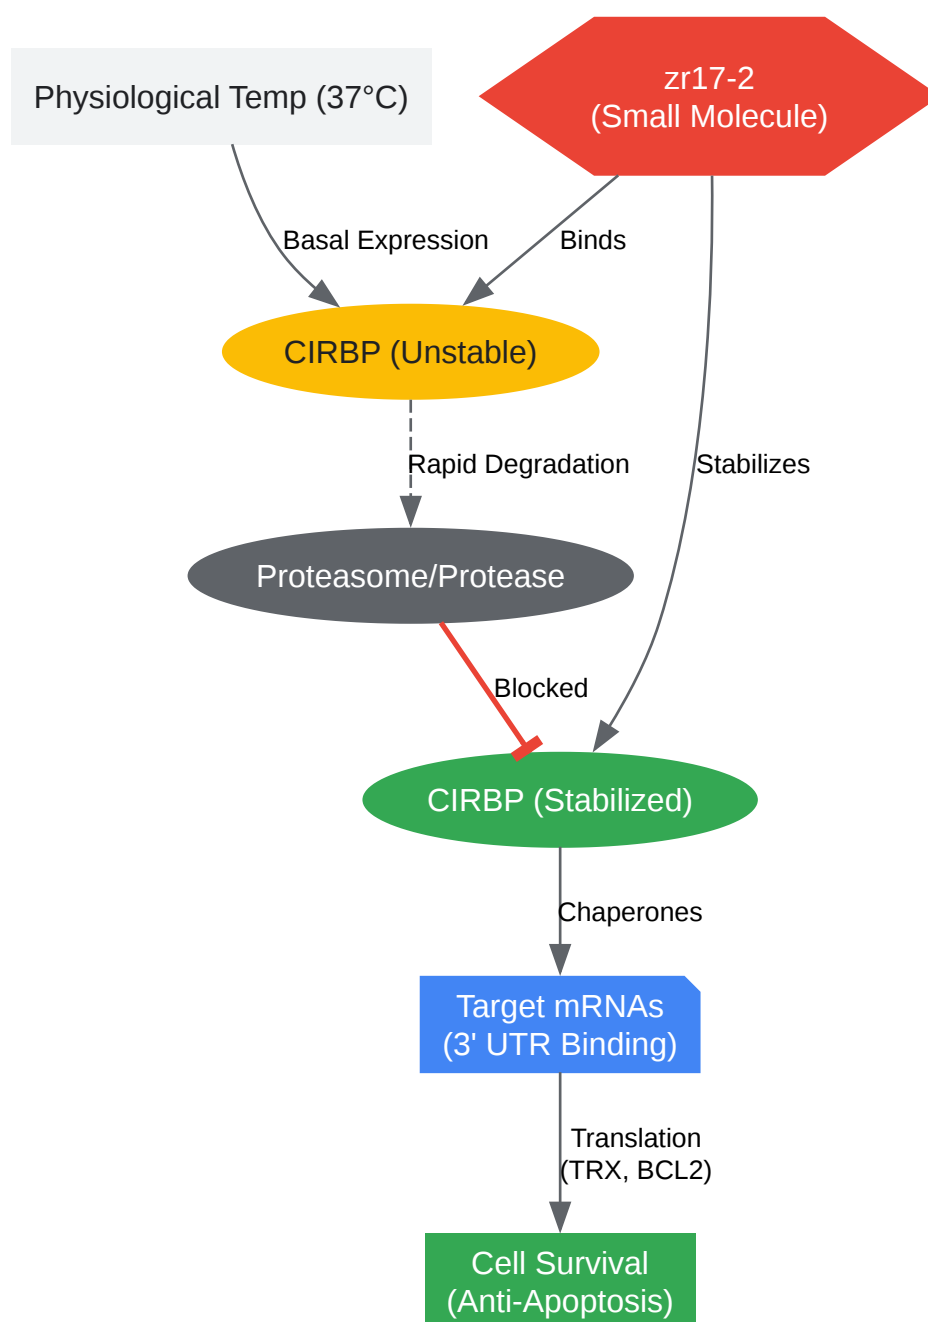 Physiological Temp (37°C)
zr17-2
(Small Molecule)
Basal Expression
Binds
CIRBP (Unstable)
Rapid Degradation
Stabilizes
Proteasome/Protease
Blocked
CIRBP (Stabilized)
Chaperones
Target mRNAs
(3' UTR Binding)
Translation
(TRX, BCL2)
Cell Survival
(Anti-Apoptosis)